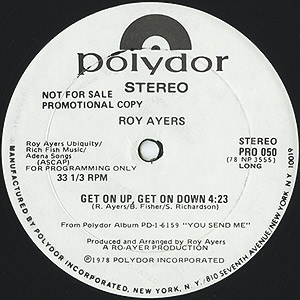 polydor
STEREO
NOT FOR SALE
PROMOTIONAL COPY
ROY AYERS
Roy Ayers Ubiquity/
Rich Fish Music/
Adena Songs
(ASCAP)
FOR PROGRAMMING ONLY
33 1/3 RPM
STEREO
PRO 050
(78 NP 3555)
LONG
GET ON UP, GET ON DOWN 4:23
(R. Ayers/B. Fisher/S. Richardson)
From Polydor Album PD-1-6159 "YOU SEND ME"
Produced and Arranged by Roy Ayers
A RO-AYER PRODUCTION
℗1978 POLYDOR INCORPORATED
MANUFACTURED BY POLYDOR INCORPORATED, NEW YORK, N.Y./810 SEVENTH AVENUE/NEW YORK, N.Y. 10019